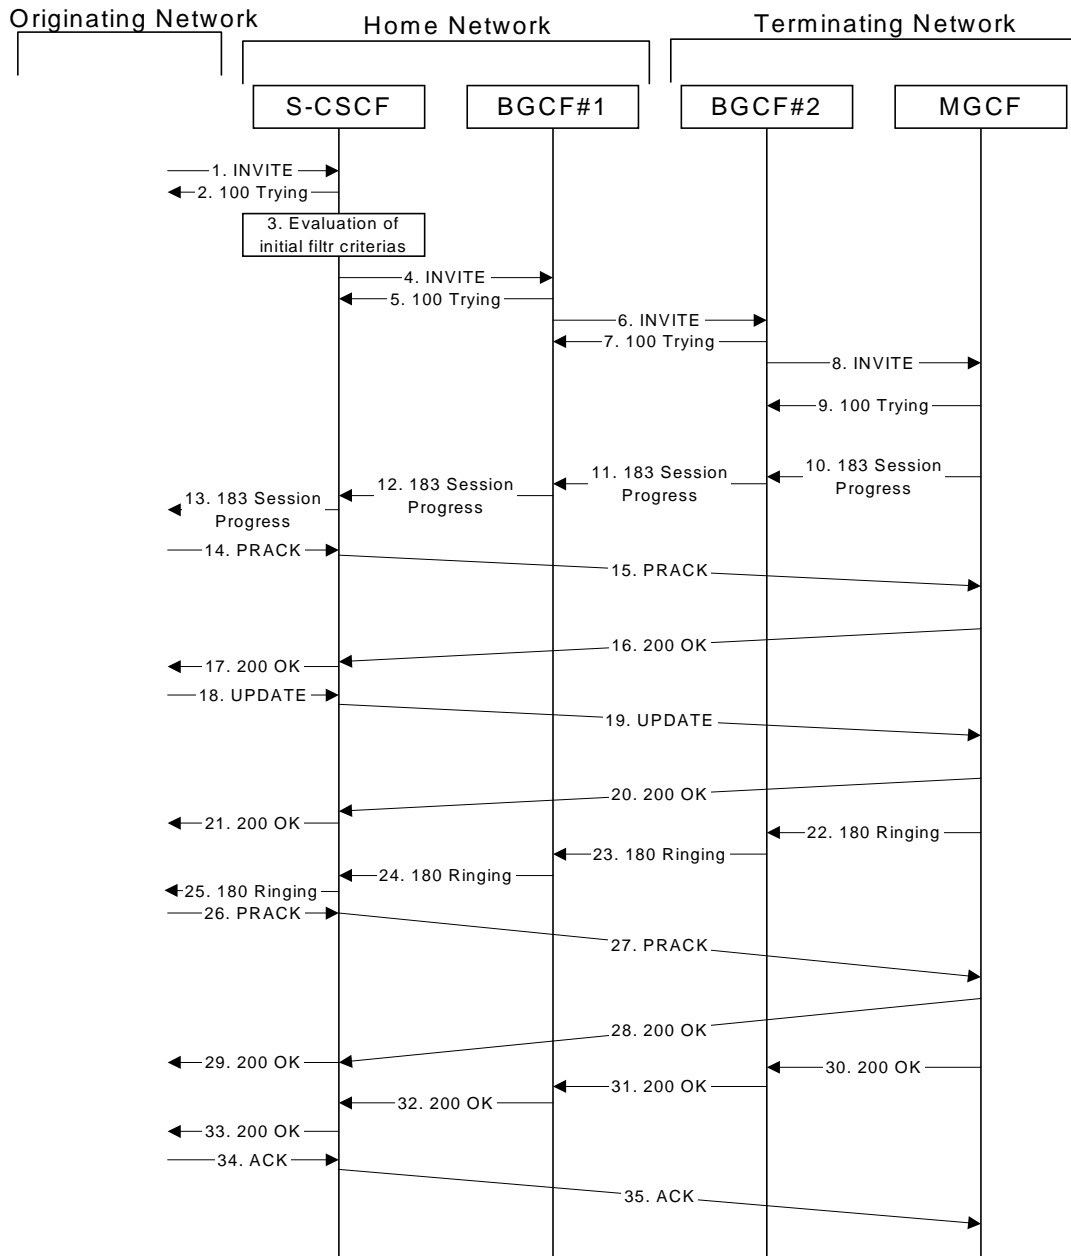 Originating Network
Home Network
Terminating Network
S-CSCF
BGCF#1
BGCF#2
MGCF
1. INVITE
2. 100 Trying
3. Evaluation of
initial filtr criterias
4. INVITE
5. 100 Trying
6. INVITE
7. 100 Trying
8. INVITE
9. 100 Trying
10. 183 Session
Progress
11. 183 Session
Progress
12. 183 Session
Progress
13. 183 Session
Progress
14. PRACK
15. PRACK
16. 200 OK
17. 200 OK
18. UPDATE
19. UPDATE
20. 200 OK
21. 200 OK
22. 180 Ringing
23. 180 Ringing
24. 180 Ringing
25. 180 Ringing
26. PRACK
27. PRACK
28. 200 OK
29. 200 OK
30. 200 OK
31. 200 OK
32. 200 OK
33. 200 OK
34. ACK
35. ACK